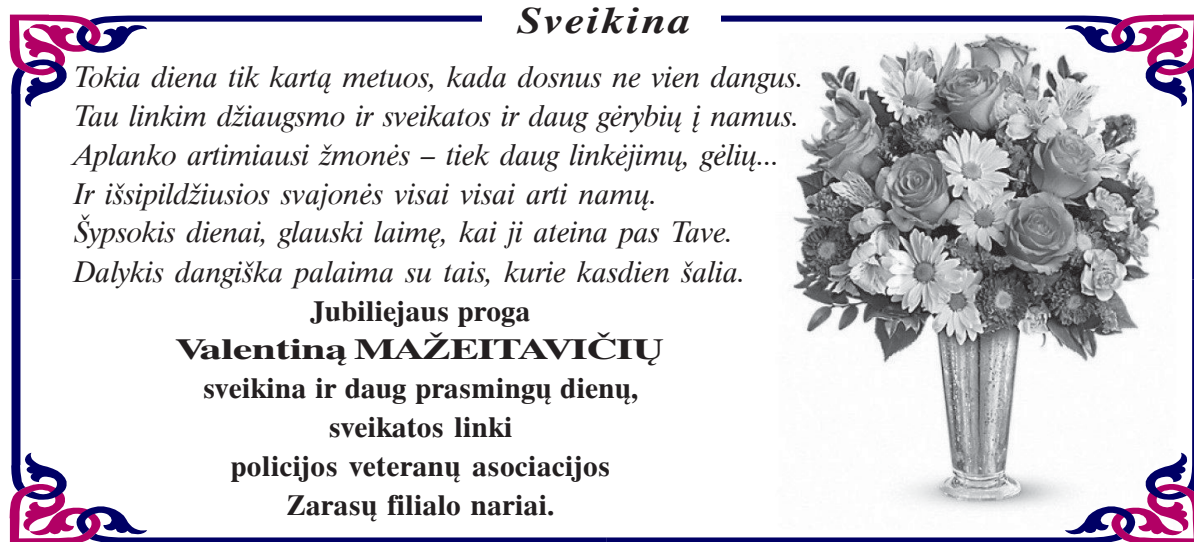 Sveikina
Tokia diena tik kartą metuos, kada dosnus ne vien dangus.
Tau linkim džiaugsmo ir sveikatos ir daug gėrybių į namus.
Aplanko artimiausi žmonės – tiek daug linkėjimų, gėlių...
Ir išsipildžiusios svajonės visai visai arti namų.
Šypsokis dienai, glauski laimę, kai ji ateina pas Tave.
Dalykis dangiška palaima su tais, kurie kasdien šalia.
Jubiliejaus proga
Valentiną MAŽEITAVIČIŲ
sveikina ir daug prasmingų dienų,
sveikatos linki
policijos veteranų asociacijos
Zarasų filialo nariai.